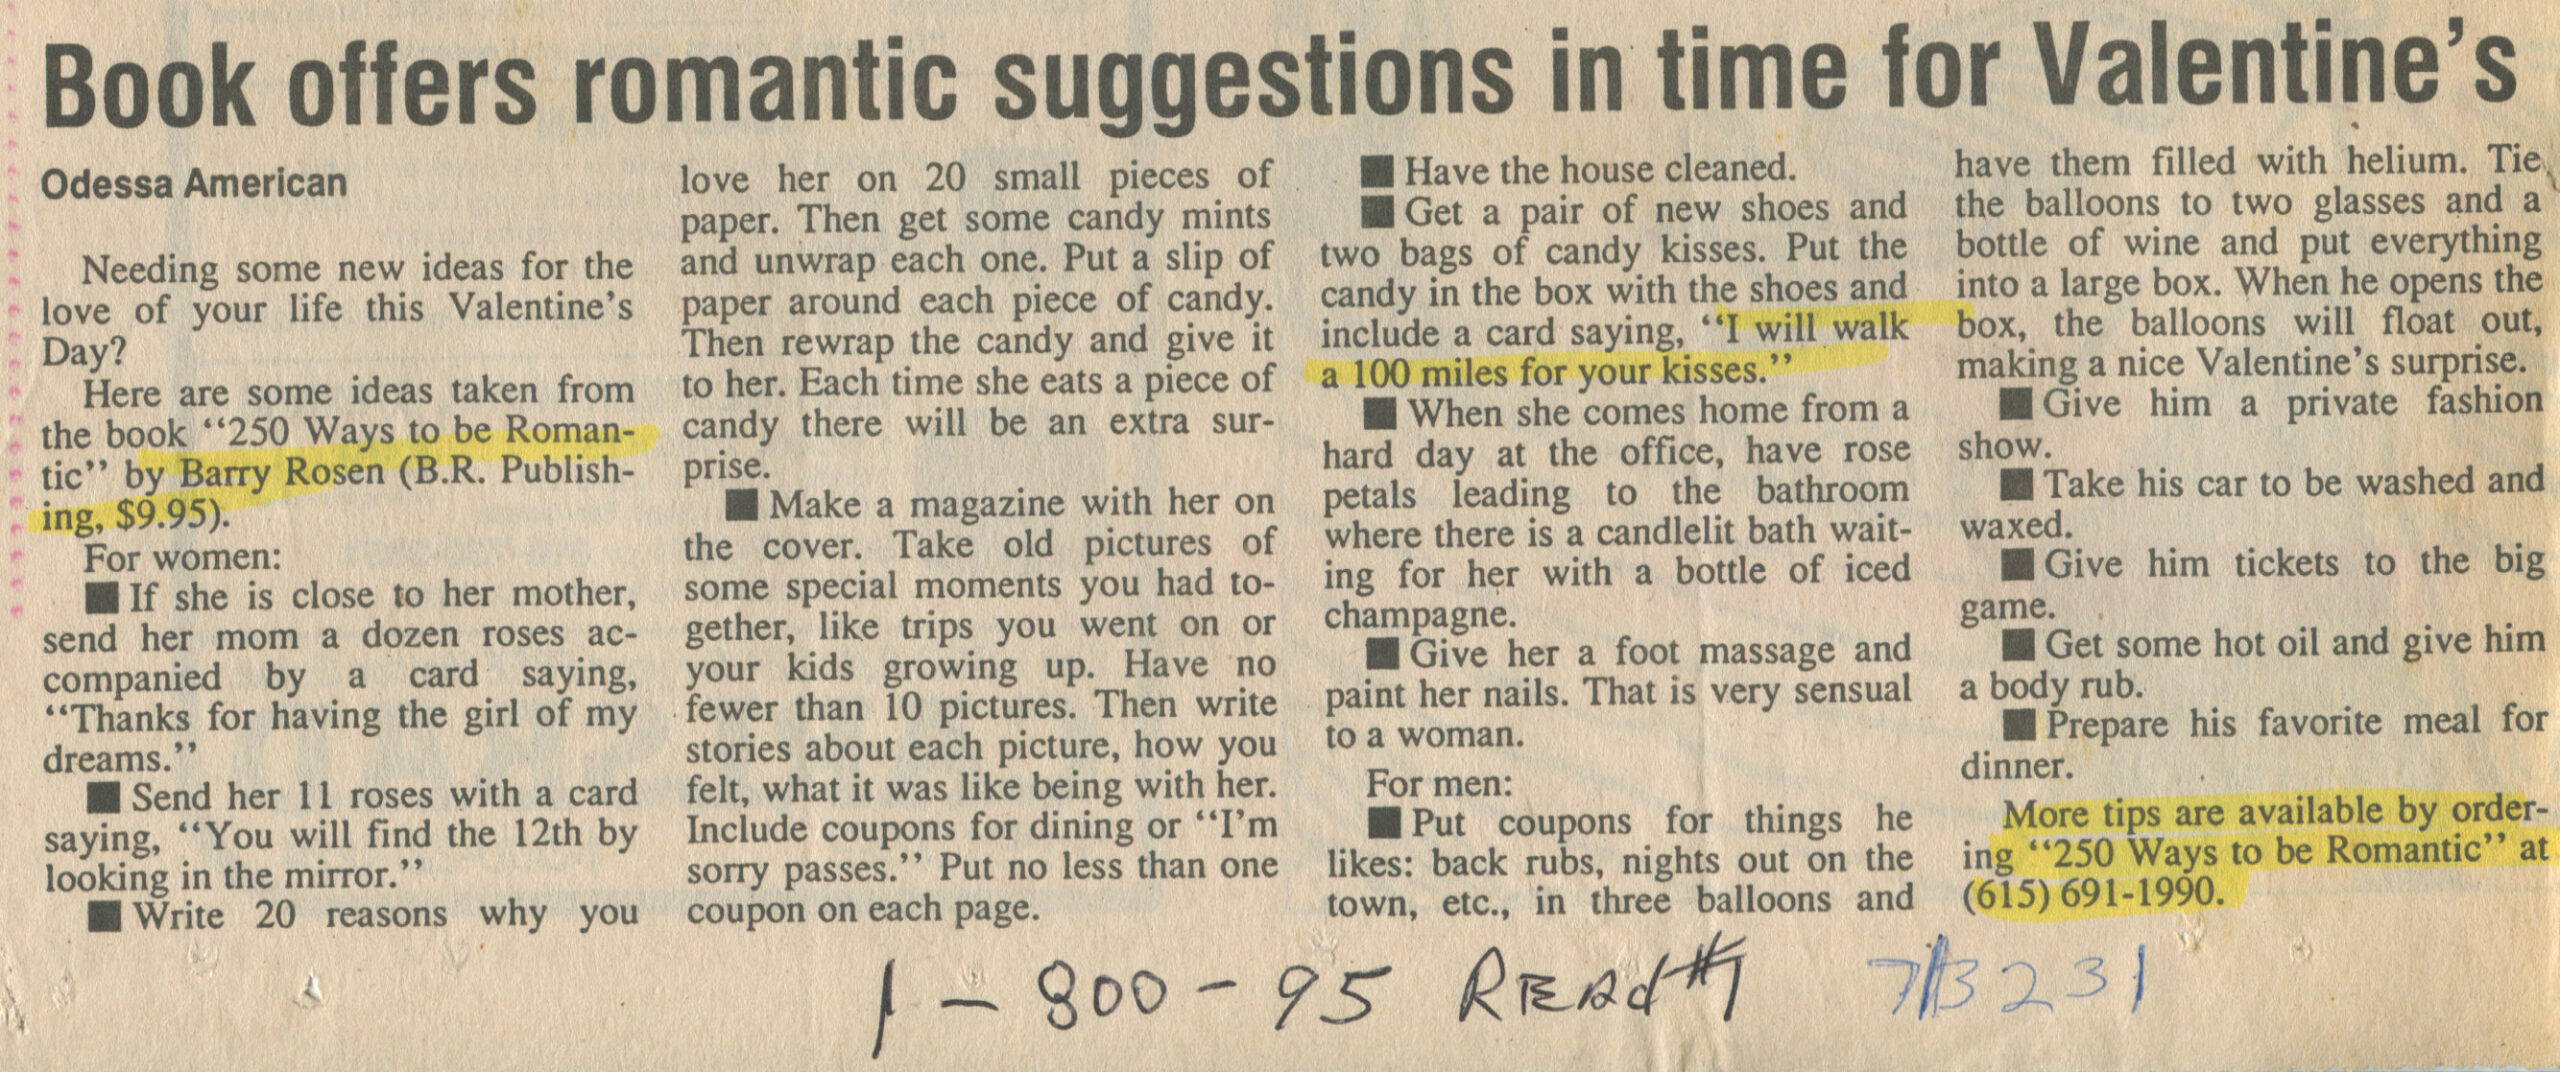 Book offers romantic suggestions in time for Valentine's
Odessa American
Needing some new ideas for the
love of your life this Valentine's
Day?
Here are some ideas taken from
the book "250 Ways to be Roman-
tic" by Barry Rosen (B.R. Publish-
ing, $9.95).
For women:
■ If she is close to her mother,
send her mom a dozen roses ac-
companied by a card saying,
"Thanks for having the girl of my
dreams."
■ Send her 11 roses with a card
saying, "You will find the 12th by
looking in the mirror."
■ Write 20 reasons why you
love her on 20 small pieces of
paper. Then get some candy mints
and unwrap each one. Put a slip of
paper around each piece of candy.
Then rewrap the candy and give it
to her. Each time she eats a piece of
candy there will be an extra sur-
prise.
■ Make a magazine with her on
the cover. Take old pictures of
some special moments you had to-
gether, like trips you went on or
your kids growing up. Have no
fewer than 10 pictures. Then write
stories about each picture, how you
felt, what it was like being with her.
Include coupons for dining or "I'm
sorry passes." Put no less than one
coupon on each page.
■ Have the house cleaned.
■ Get a pair of new shoes and
two bags of candy kisses. Put the
candy in the box with the shoes and
include a card saying, "I will walk
a 100 miles for your kisses."
■ When she comes home from a
hard day at the office, have rose
petals leading to the bathroom
where there is a candlelit bath wait-
ing for her with a bottle of iced
champagne.
■ Give her a foot massage and
paint her nails. That is very sensual
to a woman.
For men:
■ Put coupons for things he
likes: back rubs, nights out on the
town, etc., in three balloons and
have them filled with helium. Tie
the balloons to two glasses and a
bottle of wine and put everything
into a large box. When he opens the
box, the balloons will float out,
making a nice Valentine's surprise.
■ Give him a private fashion
show.
■ Take his car to be washed and
waxed.
■ Give him tickets to the big
game.
■ Get some hot oil and give him
a body rub.
■ Prepare his favorite meal for
dinner.
More tips are available by order-
ing "250 Ways to be Romantic" at
(615) 691-1990.
1-800-95 READ #1 
3231